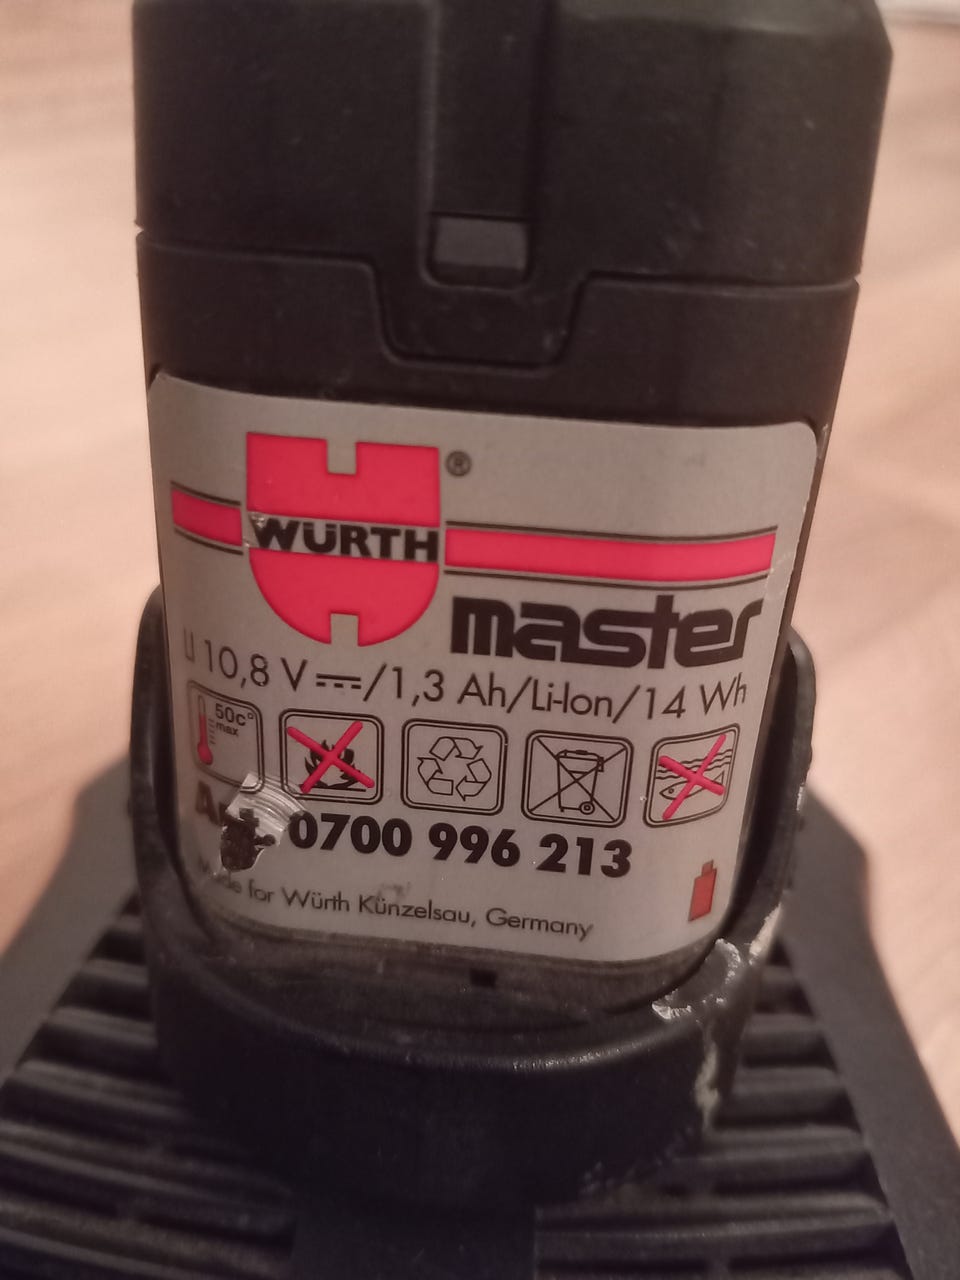 WÜRTH ®
master
LI 10,8 V ⎓/1,3 Ah/Li-Ion/14 Wh
50c°
max
0700 996 213
Made for Würth Künzelsau, Germany